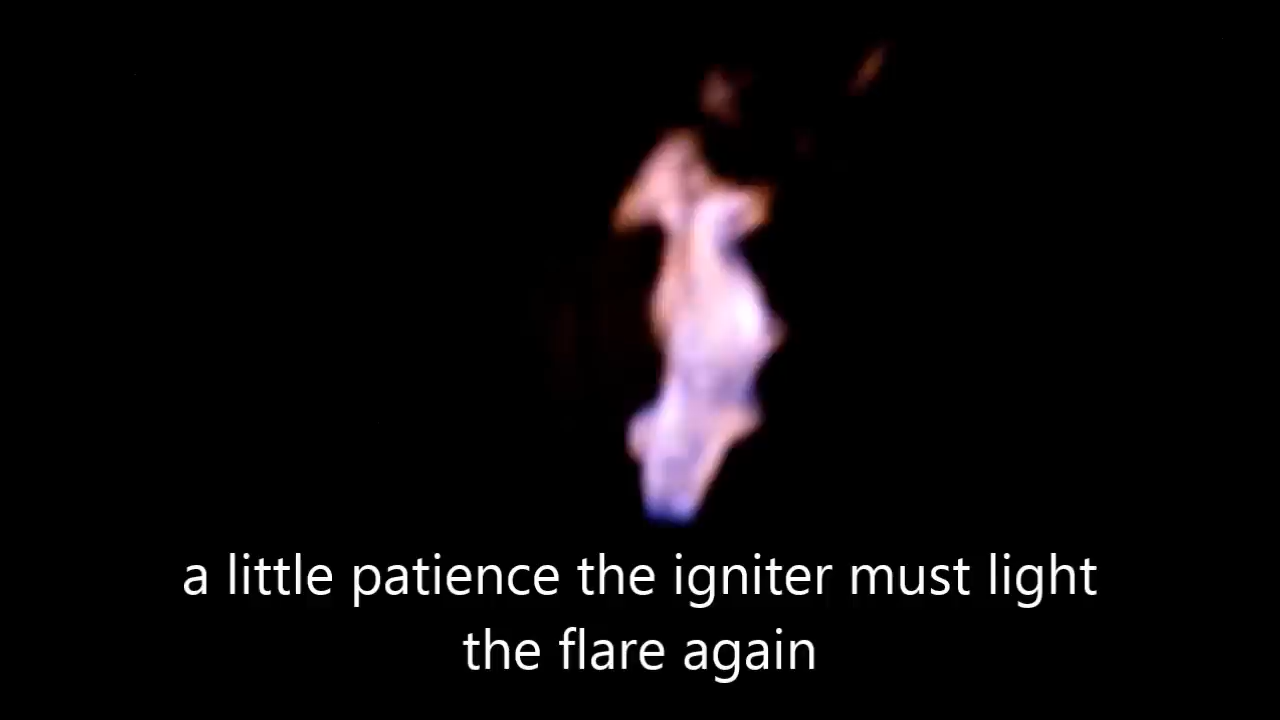 a little patience the igniter must light
the flare again